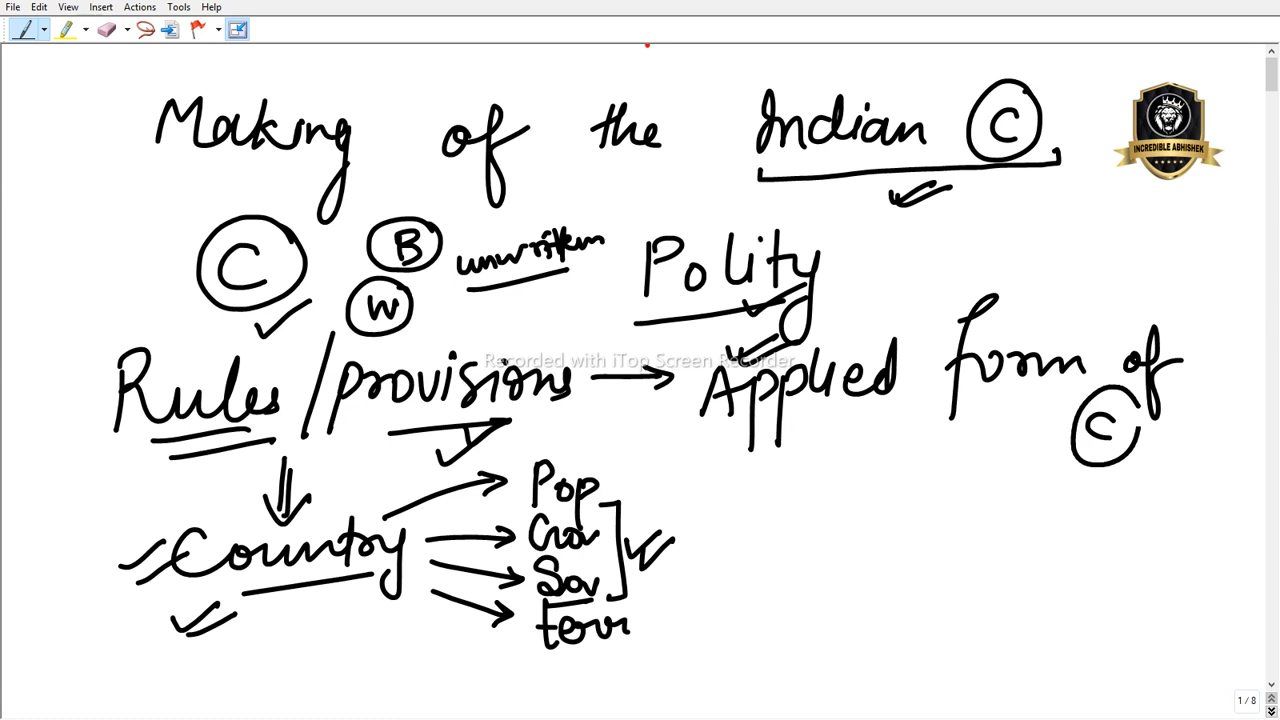 File Edit View Insert Actions Tools Help
Making of the Indian C
INCREDIBLE ABHISHEK
C B unwritten Polity
W
Recorded with iTop Screen Recorder
Rules/provisions → Applied form of
C
Pop
Country Gov
Sov
terri
1 / 8